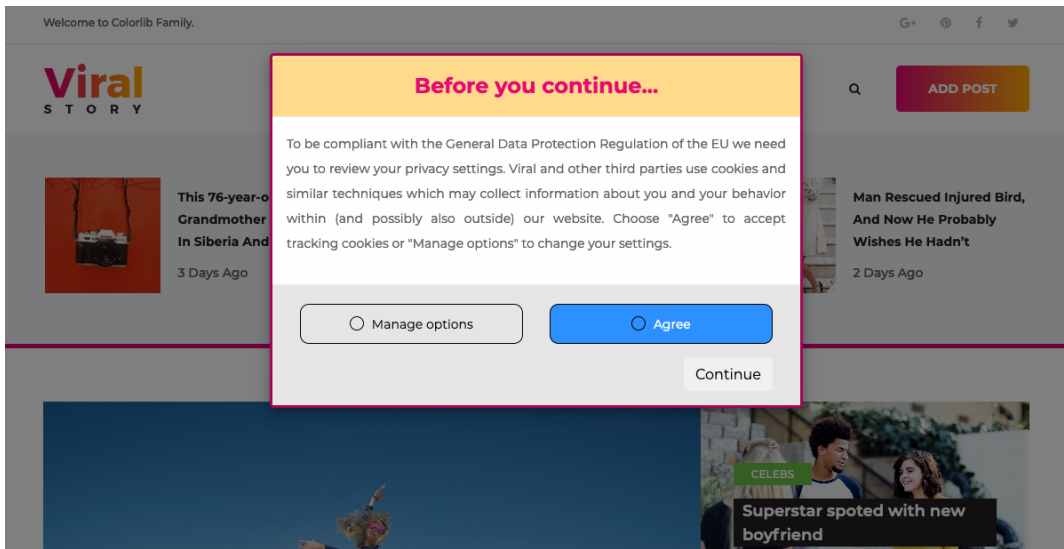 Welcome to Colorlib Family.
G+
Viral
STORY
ADD POST
Before you continue...
To be compliant with the General Data Protection Regulation of the EU we need
you to review your privacy settings. Viral and other third parties use cookies and
similar techniques which may collect information about you and your behavior
within (and possibly also outside) our website. Choose "Agree" to accept
tracking cookies or "Manage options" to change your settings.
Manage options
Agree
Continue
This 76-year-o
Grandmother
In Siberia And
3 Days Ago
Man Rescued Injured Bird,
And Now He Probably
Wishes He Hadn't
2 Days Ago
CELEBS
Superstar spotted with new
boyfriend